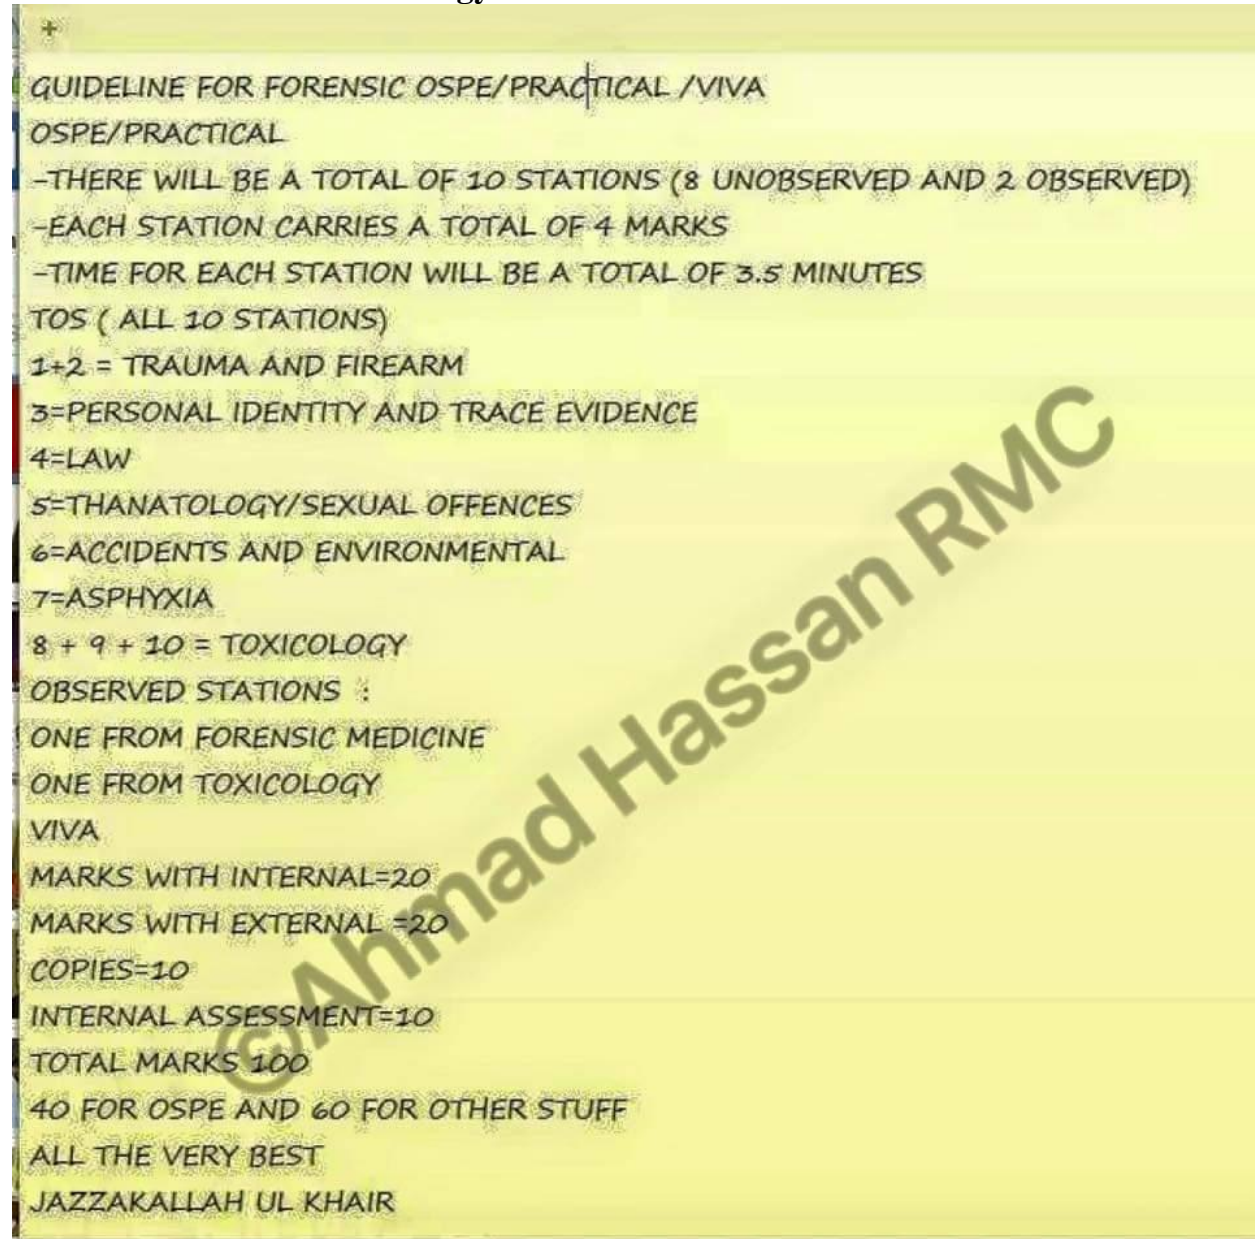 +
GUIDELINE FOR FORENSIC OSPE/PRACTICAL /VIVA
OSPE/PRACTICAL
-THERE WILL BE A TOTAL OF 10 STATIONS (8 UNOBSERVED AND 2 OBSERVED)
-EACH STATION CARRIES A TOTAL OF 4 MARKS
-TIME FOR EACH STATION WILL BE A TOTAL OF 3.5 MINUTES
TOS ( ALL 10 STATIONS)
1+2 = TRAUMA AND FIREARM
3=PERSONAL IDENTITY AND TRACE EVIDENCE
4=LAW
5=THANATOLOGY/SEXUAL OFFENCES
6=ACCIDENTS AND ENVIRONMENTAL
7=ASPHYXIA
8 + 9 + 10 = TOXICOLOGY
OBSERVED STATIONS :
ONE FROM FORENSIC MEDICINE
ONE FROM TOXICOLOGY
VIVA
MARKS WITH INTERNAL=20
MARKS WITH EXTERNAL =20
COPIES=10
INTERNAL ASSESSMENT=10
TOTAL MARKS 100
40 FOR OSPE AND 60 FOR OTHER STUFF
ALL THE VERY BEST
JAZZAKALLAH UL KHAIR
©Ahmad Hassan RMC